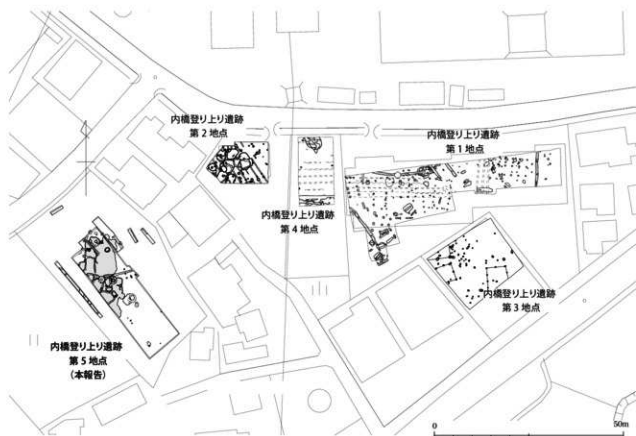 内橋登り上り遺跡
第２地点
内橋登り上り遺跡
第１地点
内橋登り上り遺跡
第４地点
内橋登り上り遺跡
第３地点
内橋登り上り遺跡
第５地点
（本報告）
0
50m